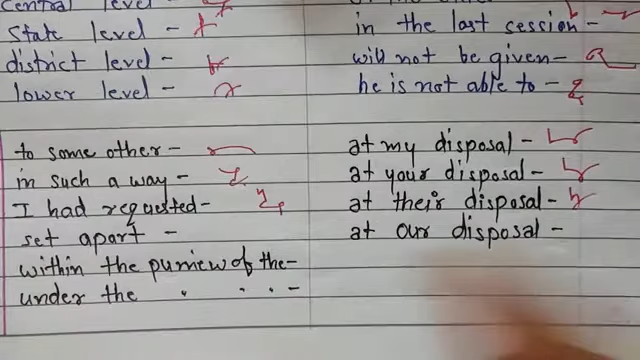 Central level -
State level -
district level -
lower level -
to some other -
in such a way -
I had requested -
set apart -
within the purview of the -
under the " " " -
in the last session -
will not be given -
he is not able to -
at my disposal -
at your disposal -
at their disposal -
at our disposal -